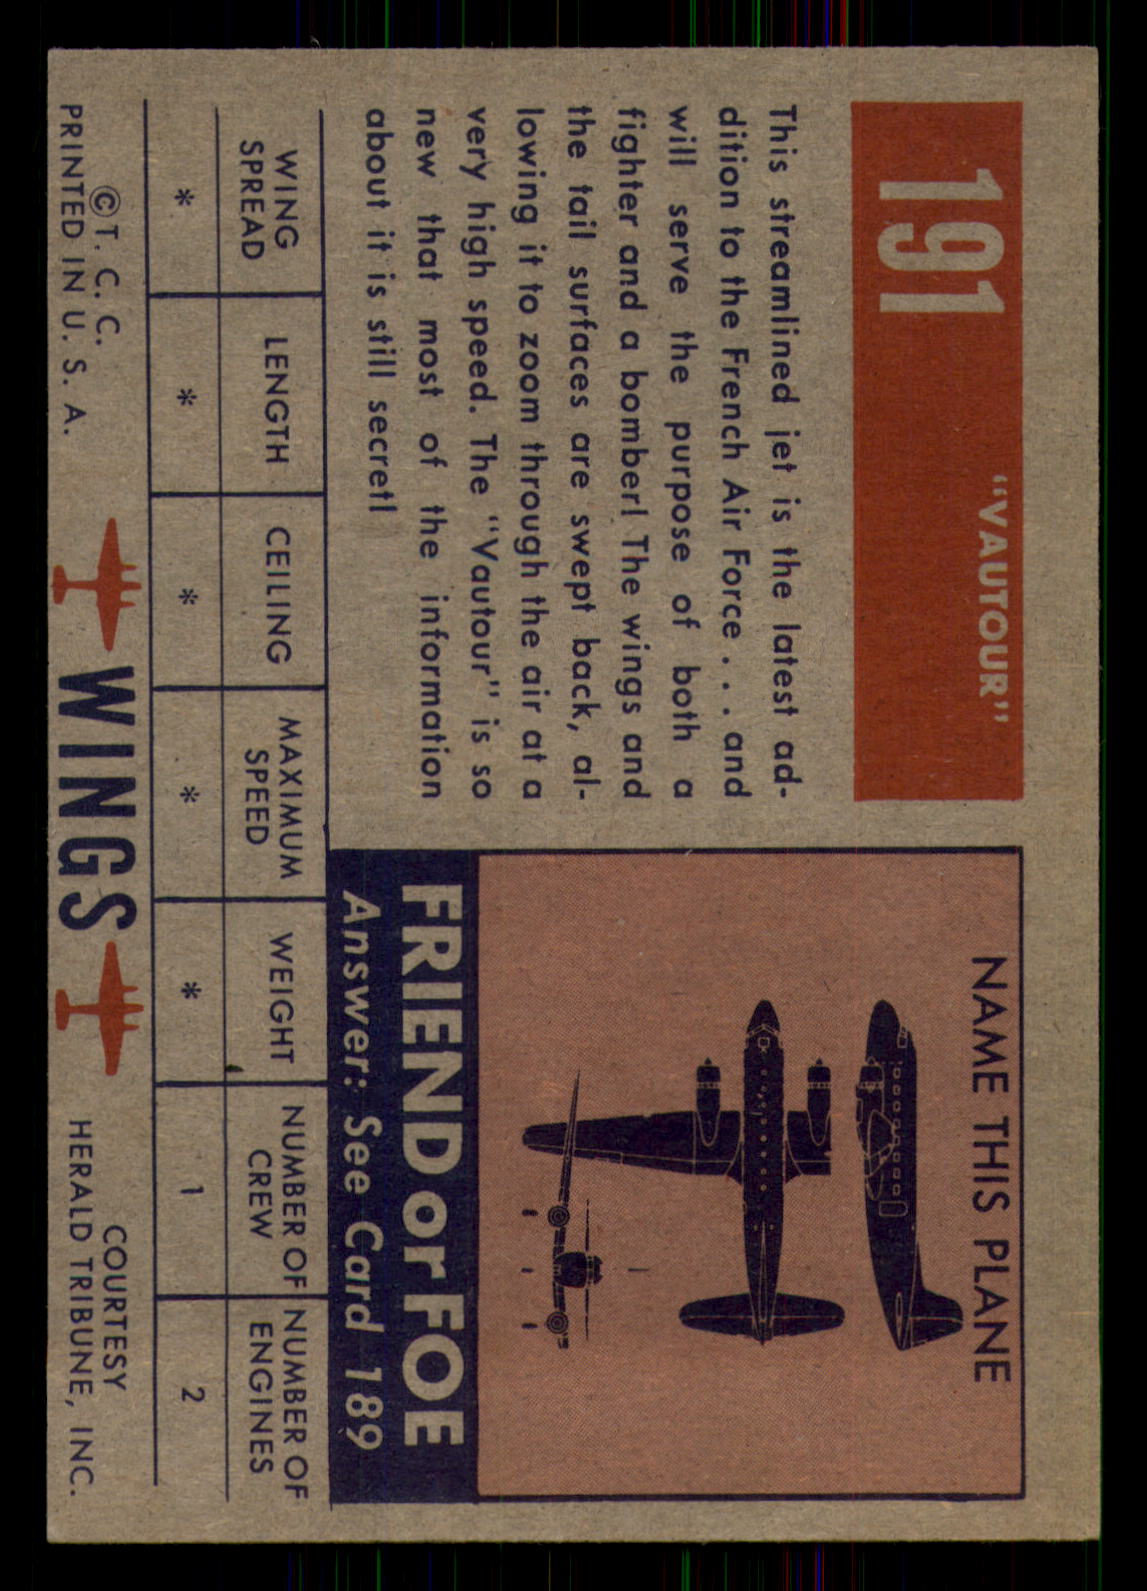 191
"VAUTOUR"
This streamlined jet is the latest ad-
dition to the French Air Force . . . and
will serve the purpose of both a
fighter and a bomber! The wings and
the tail surfaces are swept back, al-
lowing it to zoom through the air at a
very high speed. The "Vautour" is so
new that most of the information
about it is still secret!
NAME THIS PLANE
FRIEND or FOE
Answer: See Card 189
WING
SPREAD
LENGTH
CEILING
MAXIMUM
SPEED
WEIGHT
NUMBER OF
CREW
NUMBER OF
ENGINES
* * * * * 1 2
© T. C. C.
PRINTED IN U. S. A.
WINGS
COURTESY
HERALD TRIBUNE, INC.